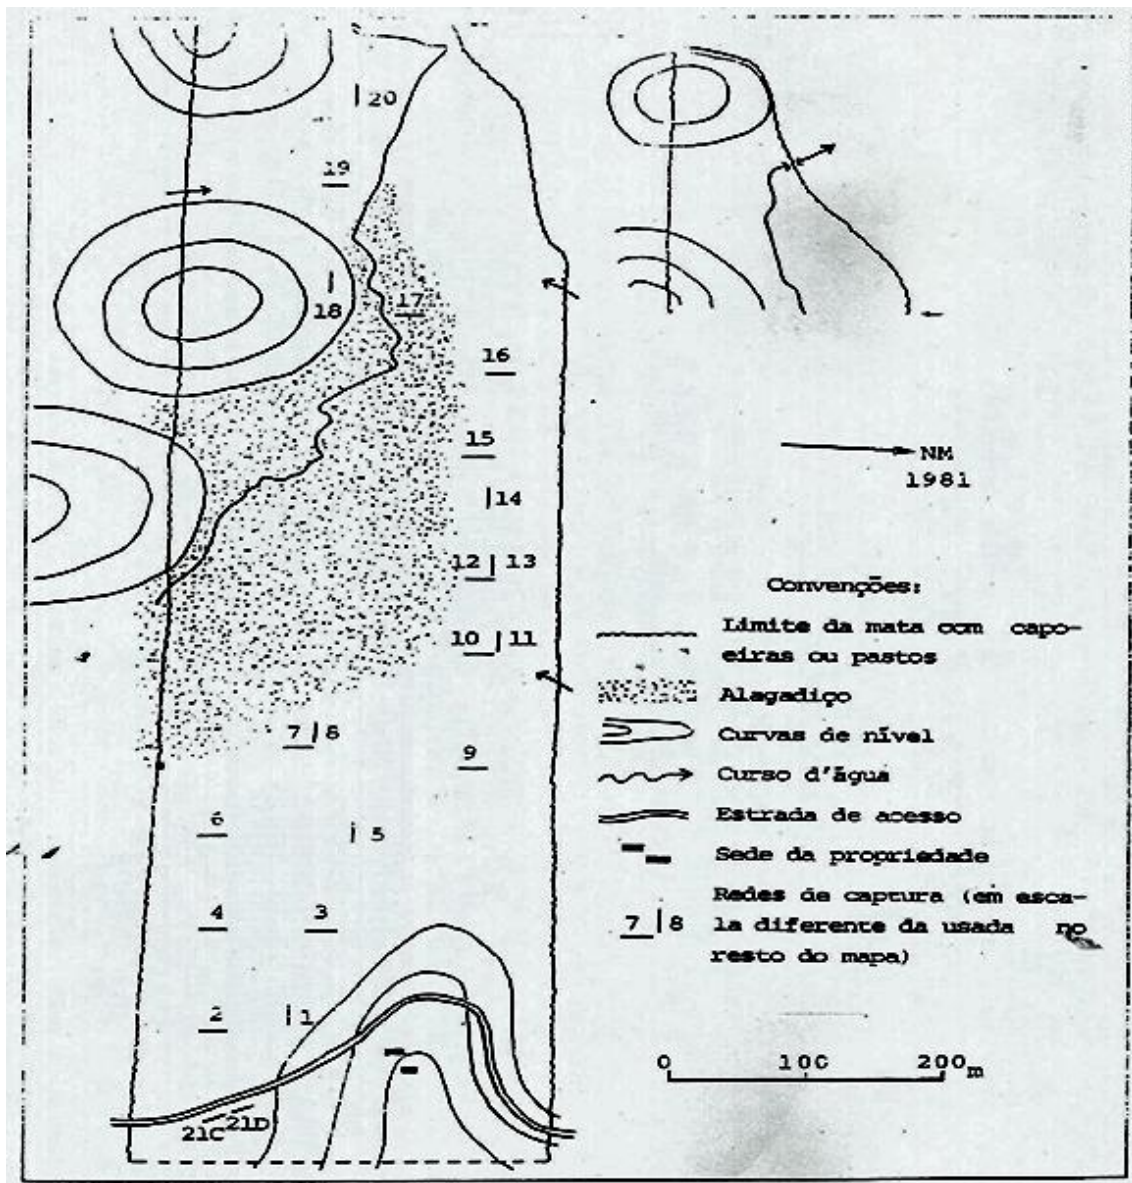 20
19
18
17
16
15
14
12 13
10 11
7 8
9
6
5
4
3
2
1
21C 21D
NM
1981
Convenções:
Limite da mata com capo-
eiras ou pastos
Alagadiço
Curvas de nível
Curso d'água
Estrada de acesso
Sede da propriedade
Redes de captura (em esca-
7 8 la diferente da usada no
resto do mapa)
0 100 200m